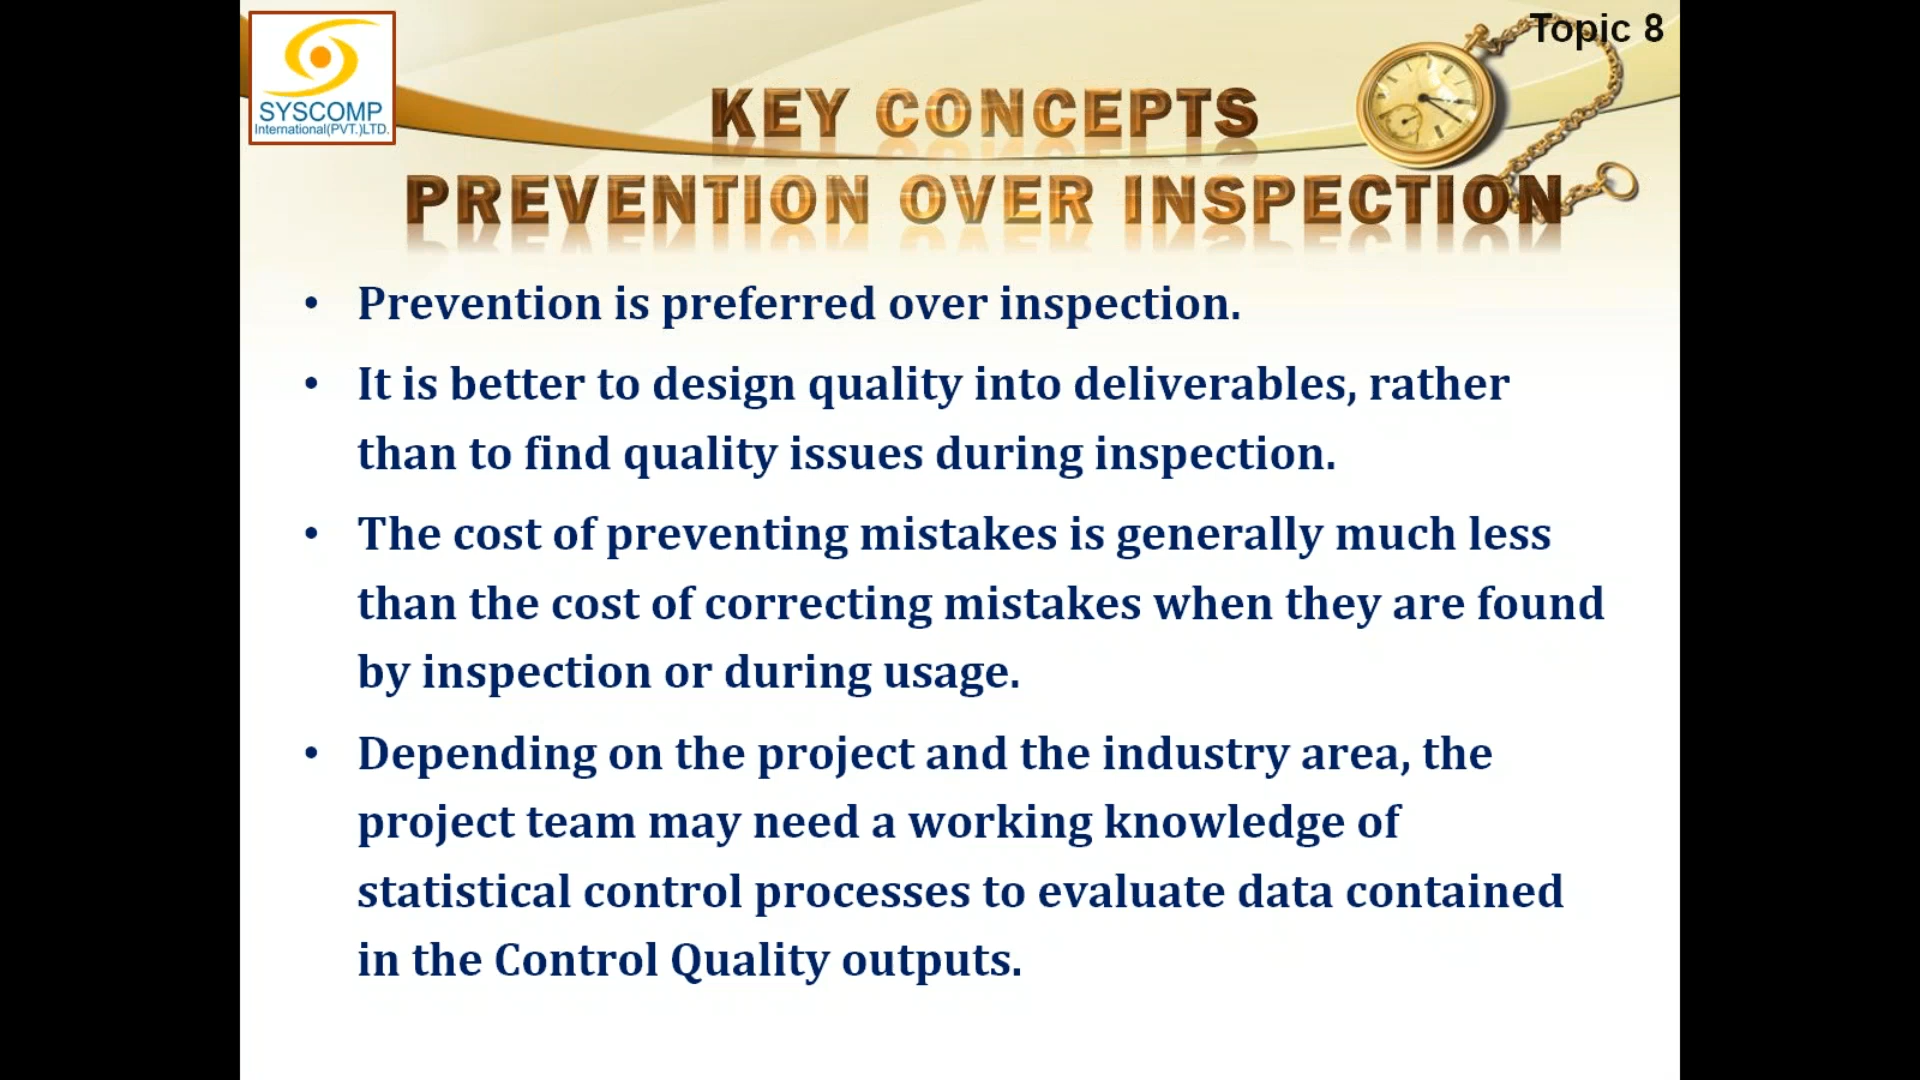 Topic 8
SYSCOMP
International(PVT.)LTD.
KEY CONCEPTS
PREVENTION OVER INSPECTION
• Prevention is preferred over inspection.
• It is better to design quality into deliverables, rather
than to find quality issues during inspection.
• The cost of preventing mistakes is generally much less
than the cost of correcting mistakes when they are found
by inspection or during usage.
• Depending on the project and the industry area, the
project team may need a working knowledge of
statistical control processes to evaluate data contained
in the Control Quality outputs.